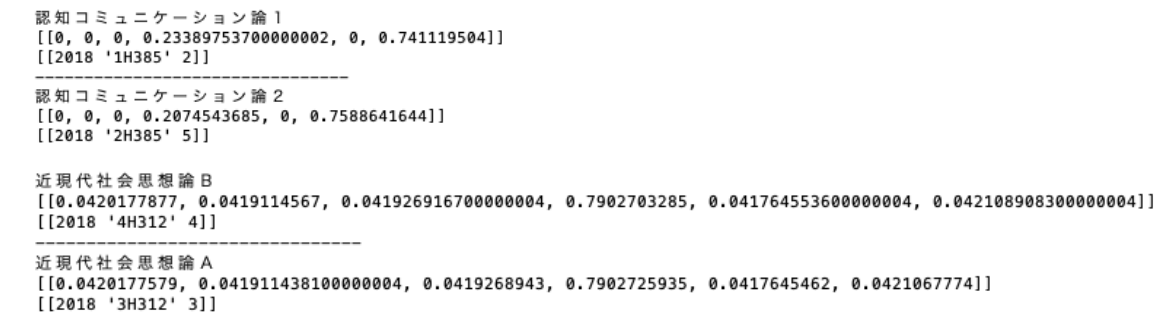 認知コミュニケーション論1
[[0, 0, 0, 0.23389753700000002, 0, 0.741119504]]
[[2018 '1H385' 2]]
--------------------------------
認知コミュニケーション論2
[[0, 0, 0, 0.2074543685, 0, 0.7588641644]]
[[2018 '2H385' 5]]
近現代社会思想論B
[[0.0420177877, 0.0419114567, 0.041926916700000004, 0.7902703285, 0.041764553600000004, 0.042108908300000004]]
[[2018 '4H312' 4]]
--------------------------------
近現代社会思想論A
[[0.0420177579, 0.041911438100000004, 0.0419268943, 0.7902725935, 0.0417645462, 0.0421067774]]
[[2018 '3H312' 3]]